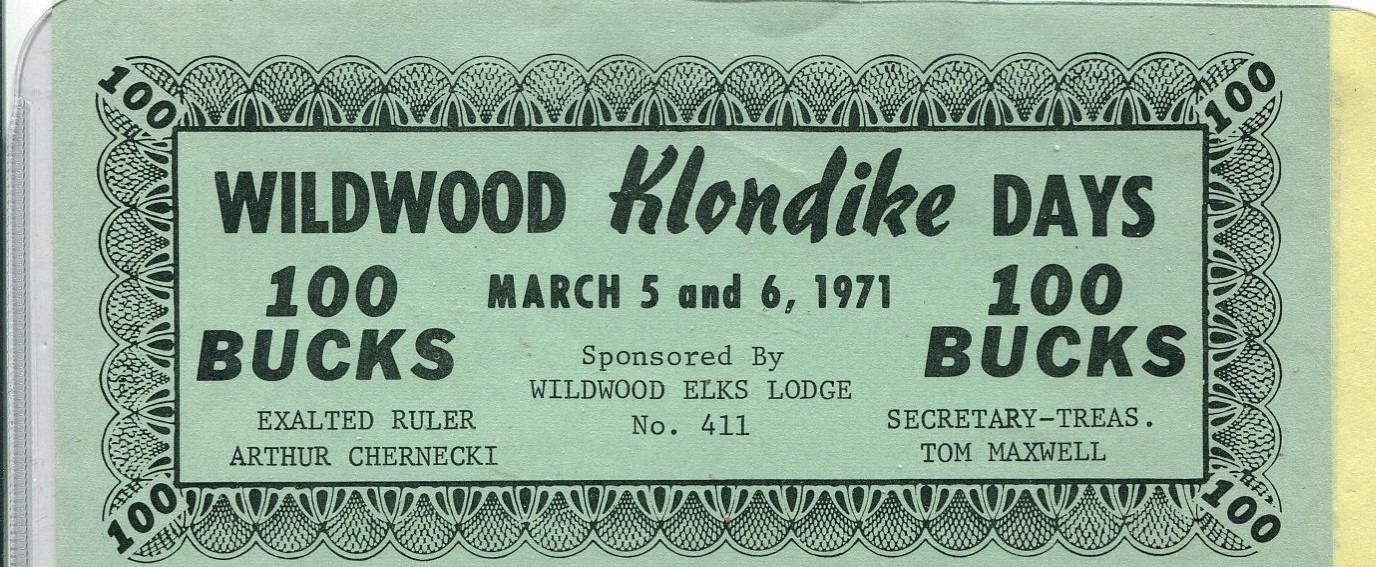 100 100
WILDWOOD Klondike DAYS
100 BUCKS
MARCH 5 and 6, 1971
100 BUCKS
Sponsored By
WILDWOOD ELKS LODGE
No. 411
EXALTED RULER
ARTHUR CHERNECKI
SECRETARY-TREAS.
TOM MAXWELL
100 100